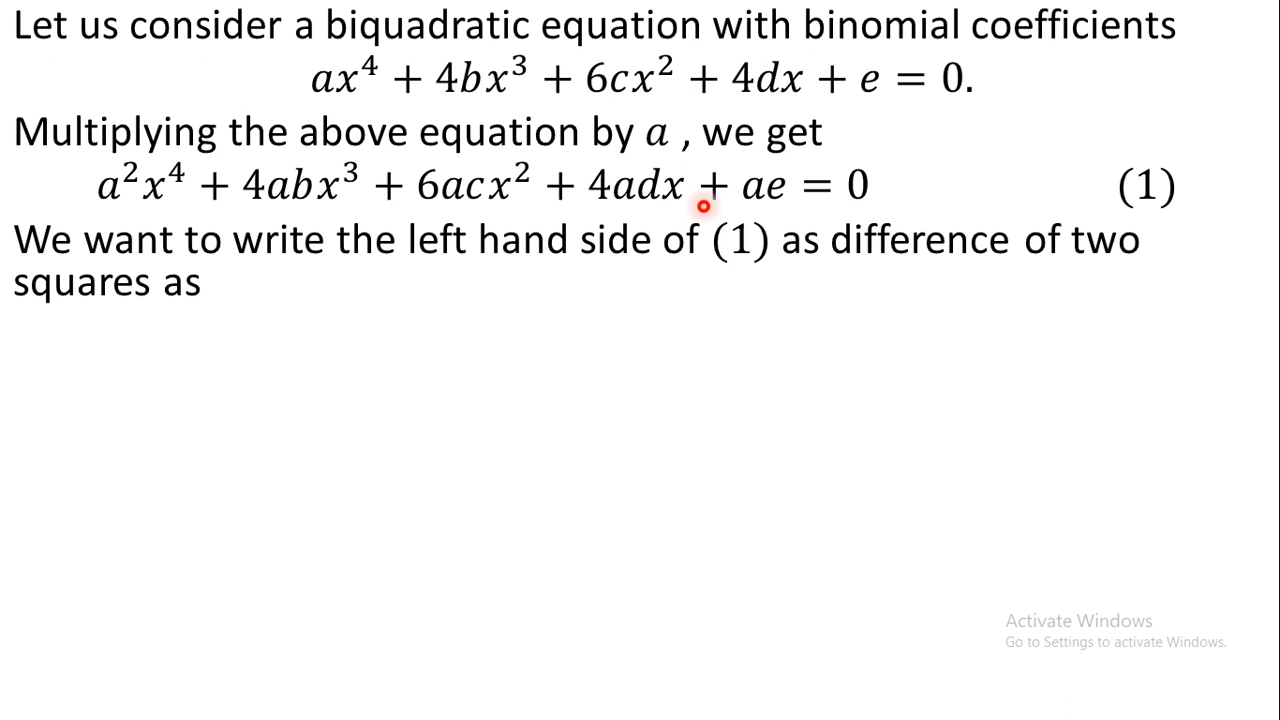 Let us consider a biquadratic equation with binomial coefficients
𝑎𝑥⁴ + 4𝑏𝑥³ + 6𝑐𝑥² + 4𝑑𝑥 + 𝑒 = 0.
Multiplying the above equation by 𝑎 , we get
𝑎²𝑥⁴ + 4𝑎𝑏𝑥³ + 6𝑎𝑐𝑥² + 4𝑎𝑑𝑥 + 𝑎𝑒 = 0 (1)
We want to write the left hand side of (1) as difference of two
squares as
Activate Windows
Go to Settings to activate Windows.